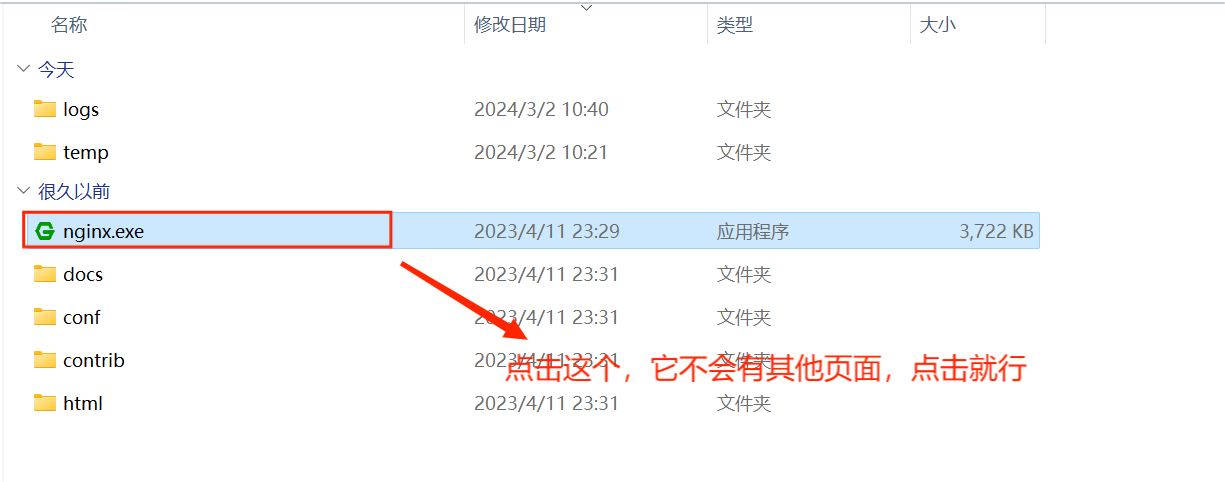 名称 修改日期 类型 大小
今天
logs 2024/3/2 10:40 文件夹
temp 2024/3/2 10:21 文件夹
很久以前
nginx.exe 2023/4/11 23:29 应用程序 3,722 KB
docs 2023/4/11 23:31 文件夹
conf 2023/4/11 23:31 文件夹
contrib 2023/4/11 23:31 文件夹
点击这个，它不会有其他页面，点击就行
html 2023/4/11 23:31 文件夹